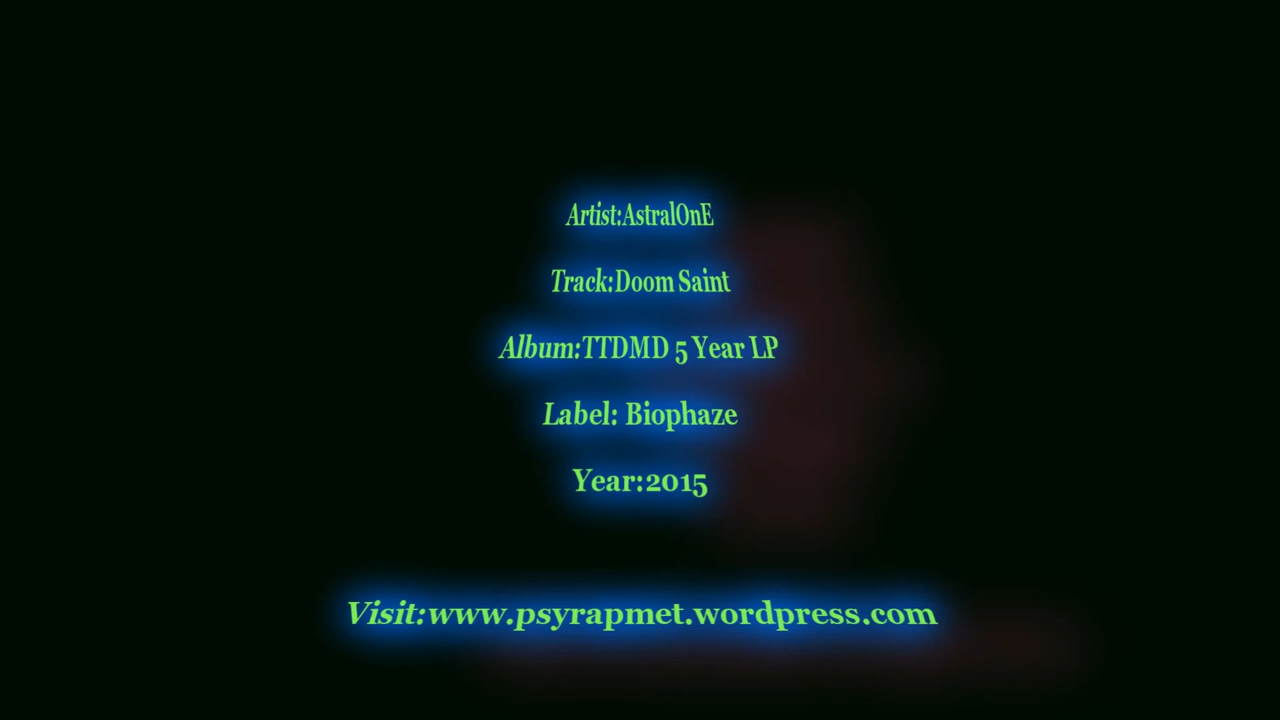 Artist:AstralOnE
Track:Doom Saint
Album:TTDMD 5 Year LP
Label: Biophaze
Year:2015
Visit:www.psyrapmet.wordpress.com